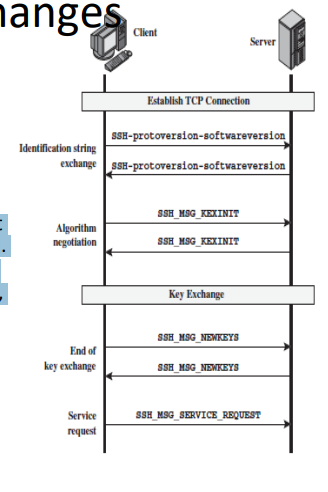 hanges
Client
Server
Establish TCP Connection
Identification string
exchange
SSH-protoversion-softwareversion
SSH-protoversion-softwareversion
Algorithm
negotiation
SSH_MSG_KEXINIT
SSH_MSG_KEXINIT
Key Exchange
End of
key exchange
SSH_MSG_NEWKEYS
SSH_MSG_NEWKEYS
Service
request
SSH_MSG_SERVICE_REQUEST